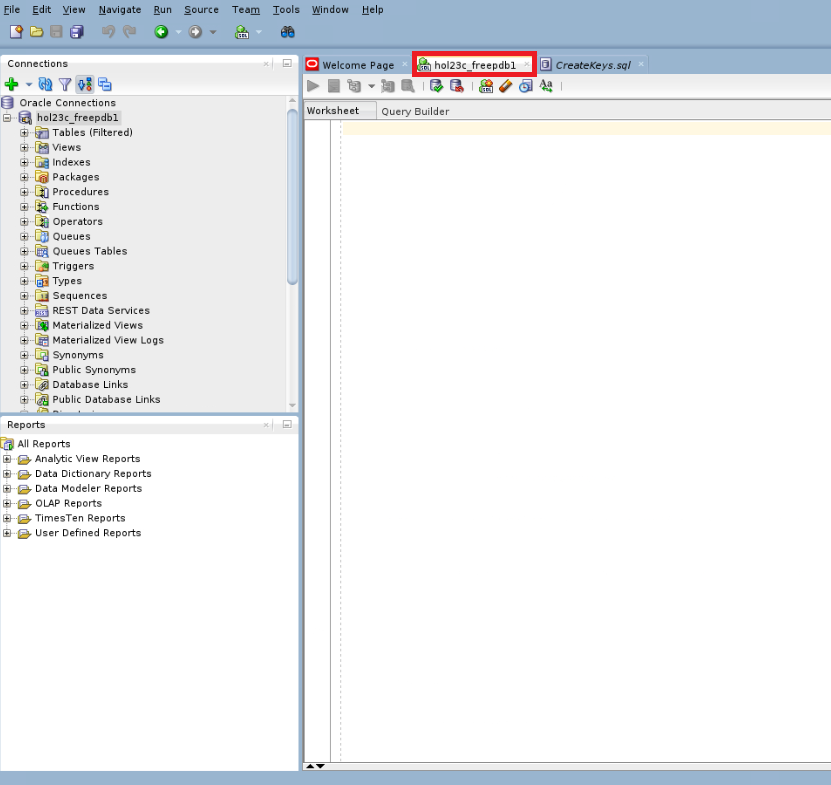 File Edit View Navigate Run Source Team Tools Window Help
Connections
Welcome Page
hol23c_freepdb1
CreateKeys.sql
Worksheet Query Builder
Oracle Connections
hol23c_freepdb1
Tables (Filtered)
Views
Indexes
Packages
Procedures
Functions
Operators
Queues
Queues Tables
Triggers
Types
Sequences
REST Data Services
Materialized Views
Materialized View Logs
Synonyms
Public Synonyms
Database Links
Public Database Links
Reports
All Reports
Analytic View Reports
Data Dictionary Reports
Data Modeler Reports
OLAP Reports
TimesTen Reports
User Defined Reports